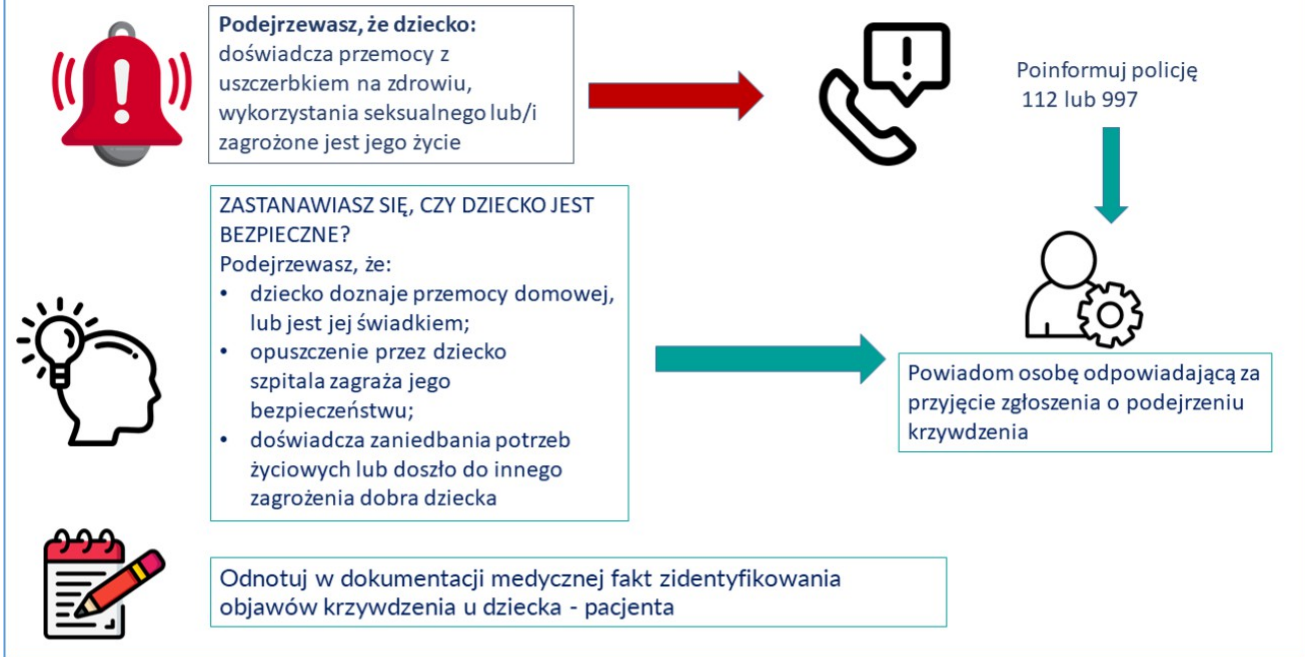 Podejrzewasz, że dziecko:
doświadcza przemocy z
uszczerbkiem na zdrowiu,
wykorzystania seksualnego lub/i
zagrożone jest jego życie
Poinformuj policję
112 lub 997
ZASTANAWIASZ SIĘ, CZY DZIECKO JEST
BEZPIECZNE?
Podejrzewasz, że:
• dziecko doznaje przemocy domowej,
lub jest jej świadkiem;
• opuszczenie przez dziecko
szpitala zagraża jego
bezpieczeństwu;
• doświadcza zaniedbania potrzeb
życiowych lub doszło do innego
zagrożenia dobra dziecka
Powiadom osobę odpowiadającą za
przyjęcie zgłoszenia o podejrzeniu
krzywdzenia
Odnotuj w dokumentacji medycznej fakt zidentyfikowania
objawów krzywdzenia u dziecka - pacjenta